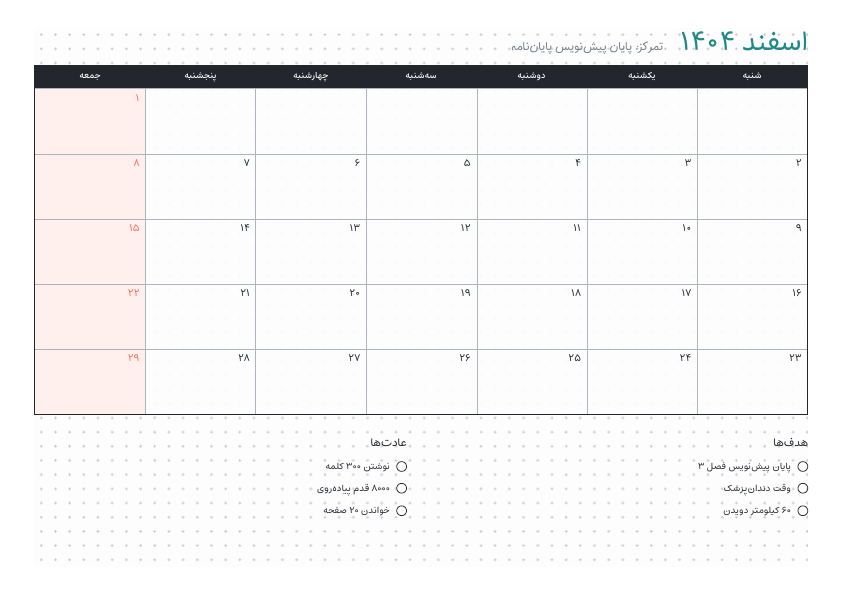 اسفند ۱۴۰۴ تمرکز: پایان پیش‌نویس پایان‌نامه
شنبه یکشنبه دوشنبه سه‌شنبه چهارشنبه پنجشنبه جمعه
۱
۲ ۳ ۴ ۵ ۶ ۷ ۸
۹ ۱۰ ۱۱ ۱۲ ۱۳ ۱۴ ۱۵
۱۶ ۱۷ ۱۸ ۱۹ ۲۰ ۲۱ ۲۲
۲۳ ۲۴ ۲۵ ۲۶ ۲۷ ۲۸ ۲۹
هدف‌ها
پایان پیش‌نویس فصل ۳
وقت دندان‌پزشک
۶۰ کیلومتر دویدن
عادت‌ها
نوشتن ۳۰۰ کلمه
۸۰۰۰ قدم پیاده‌روی
خواندن ۲۰ صفحه